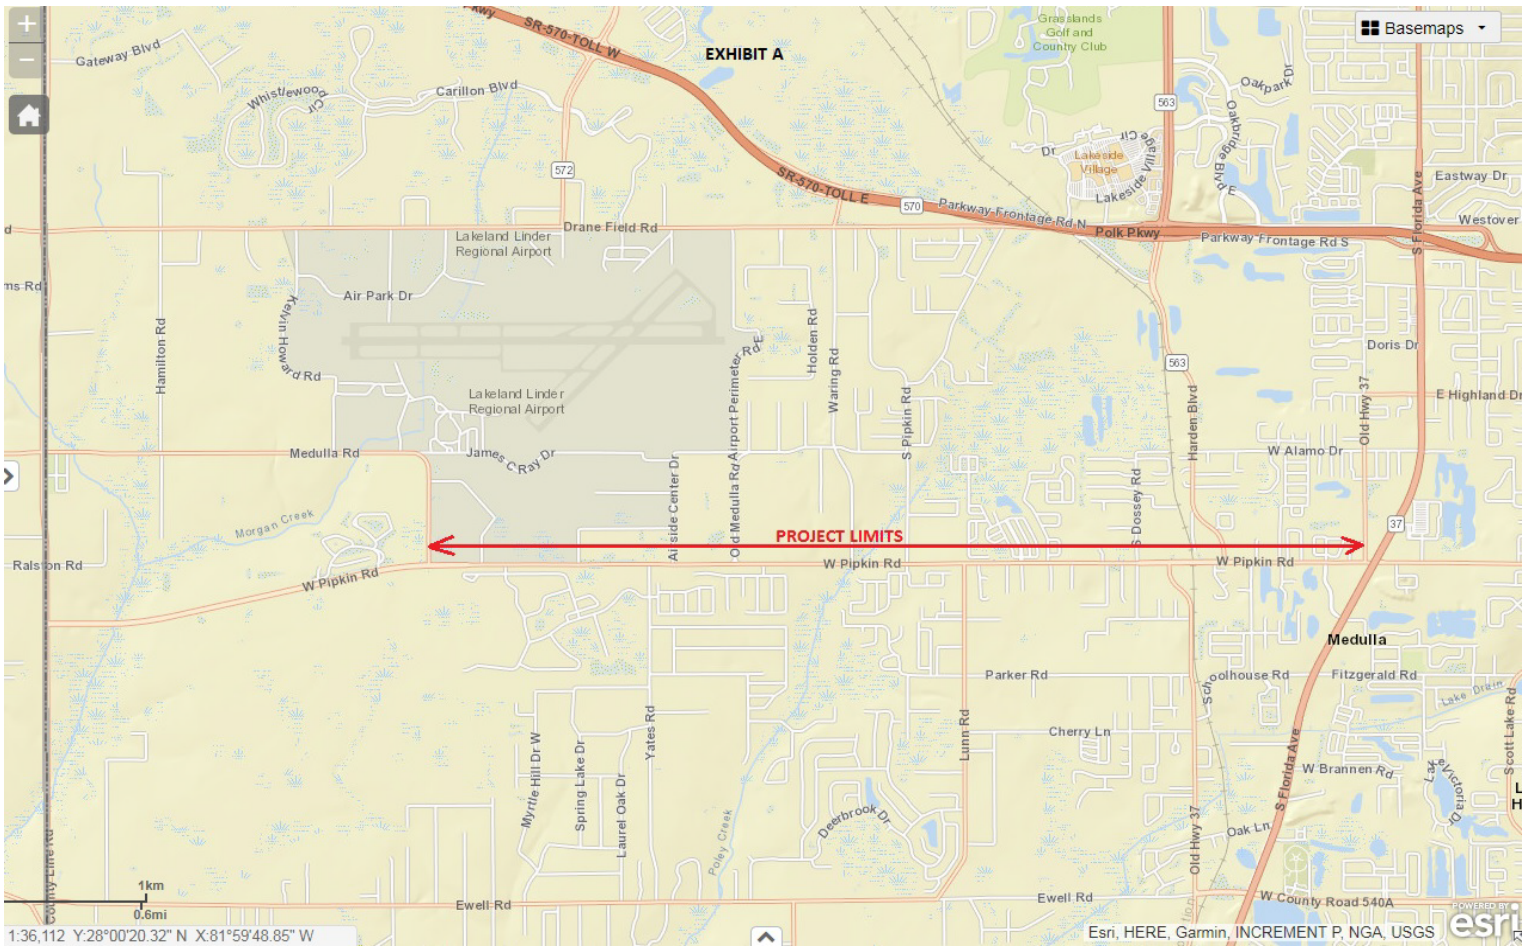 Pkwy
SR-570-TOLL W
EXHIBIT A
Grasslands
Golf and
Country Club
Basemaps
Gateway Blvd
Whistlewood
Cir
Carillon Blvd
563
Oakpark Dr
Oakbridge Blvd E
Dr
Lakeside Village
Cir
Lakeside
Village
572
SR-570-TOLL E
570
Parkway Frontage Rd N
Polk Pkwy
Parkway Frontage Rd S
S Florida Ave
Eastway Dr
Westover
d
Drane Field Rd
Lakeland Linder
Regional Airport
ms Rd
Air Park Dr
Kelvin Howard Rd
Hamilton Rd
Holden Rd
Waring Rd
Airport Perimeter Rd E
Doris Dr
563
Lakeland Linder
Regional Airport
S Pipkin Rd
Harden Blvd
Old Hwy 37
E Highland Dr
Medulla Rd
James C Ray Dr
W Alamo Dr
Airside Center Dr
Old Medulla Rd
S Dossey Rd
Morgan Creek
37
PROJECT LIMITS
Ralston Rd
W Pipkin Rd
W Pipkin Rd
W Pipkin Rd
Medulla
Parker Rd
Schoolhouse Rd
Fitzgerald Rd
Lake Drain
Scott Lake Rd
Myrtle Hill Dr W
Spring Lake Dr
Laurel Oak Dr
Yates Rd
Lunn Rd
Cherry Ln
S Florida Ave
W Brannen Rd
Victoria Dr
L
H
Poley Creek
Deerbrook Dr
Old Hwy 37
Oak Ln
County Line Rd
1km
0.6mi
Ewell Rd
Ewell Rd
W County Road 540A
1:36,112 Y:28°00'20.32" N X:81°59'48.85" W
Esri, HERE, Garmin, INCREMENT P, NGA, USGS
POWERED BY
esri